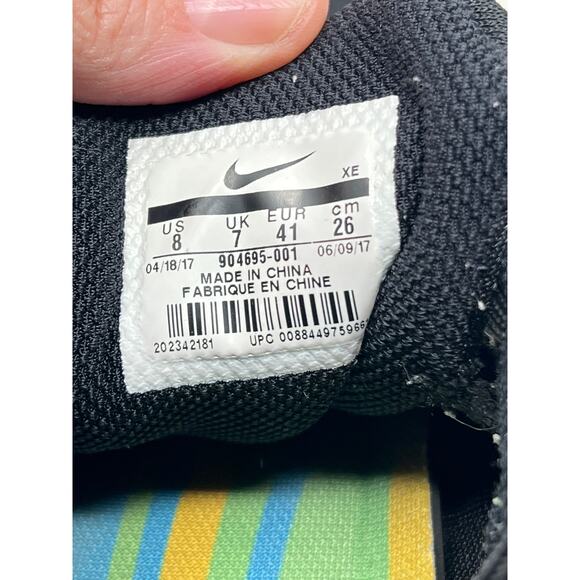 XE
US UK EUR cm
8 7 41 26
04/18/17 904695-001 06/09/17
MADE IN CHINA
FABRIQUE EN CHINE
202342181 UPC 00884497596